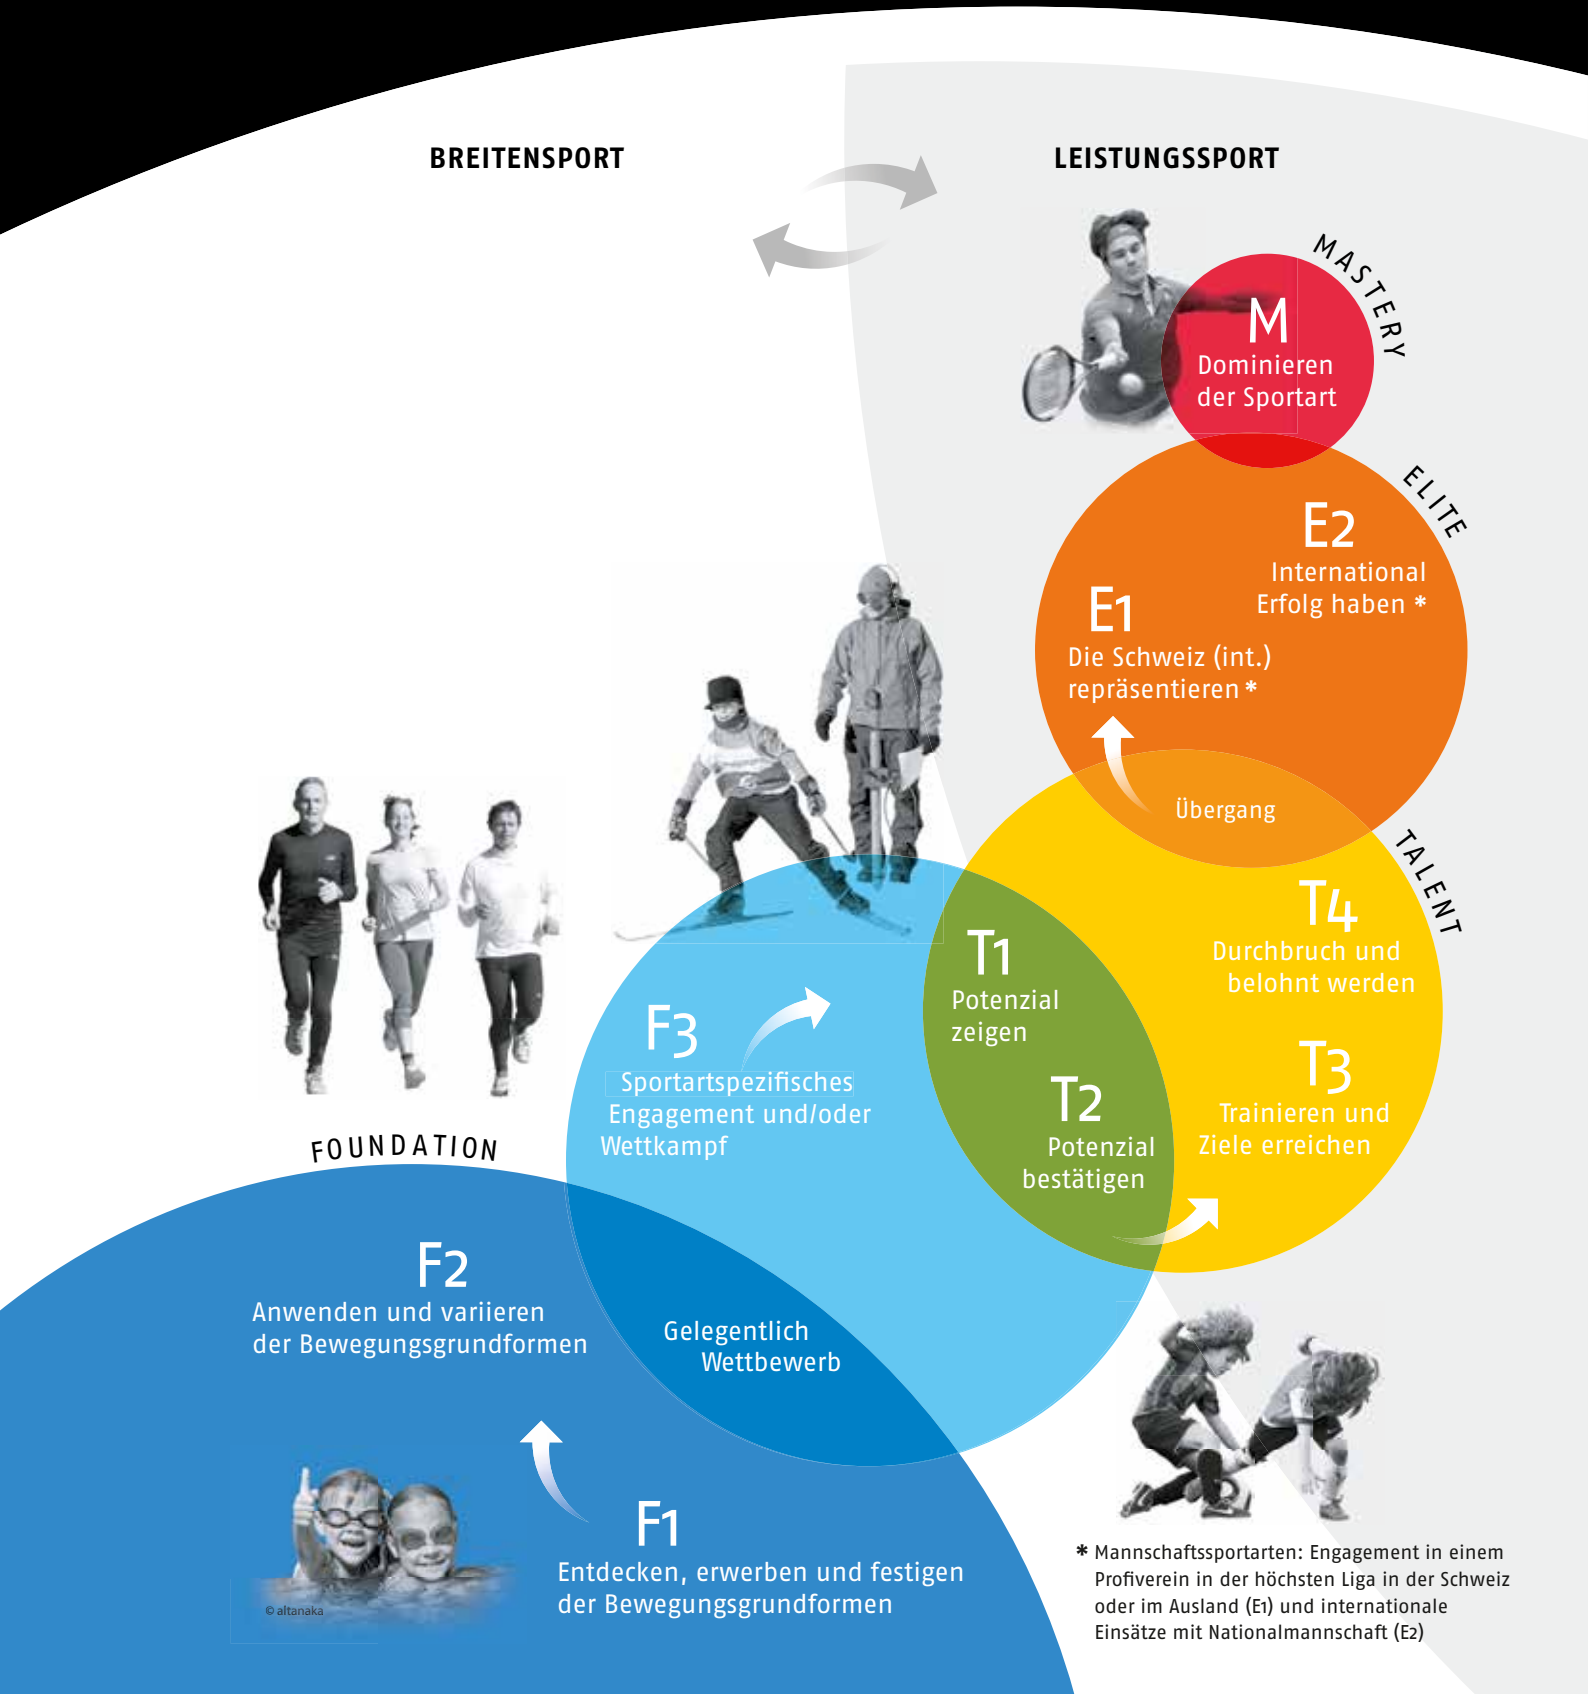 BREITENSPORT
LEISTUNGSSPORT
MASTERY
M
Dominieren
der Sportart
ELITE
E2
International
Erfolg haben *
E1
Die Schweiz (int.)
repräsentieren *
Übergang
TALENT
T4
Durchbruch und
belohnt werden
T1
Potenzial
zeigen
F3
Sportartspezifisches
Engagement und/oder
Wettkampf
T3
Trainieren und
Ziele erreichen
T2
Potenzial
bestätigen
FOUNDATION
F2
Anwenden und variieren
der Bewegungsgrundformen
Gelegentlich
Wettbewerb
F1
Entdecken, erwerben und festigen
der Bewegungsgrundformen
© altanaka
* Mannschaftssportarten: Engagement in einem
Profiverein in der höchsten Liga in der Schweiz
oder im Ausland (E1) und internationale
Einsätze mit Nationalmannschaft (E2)